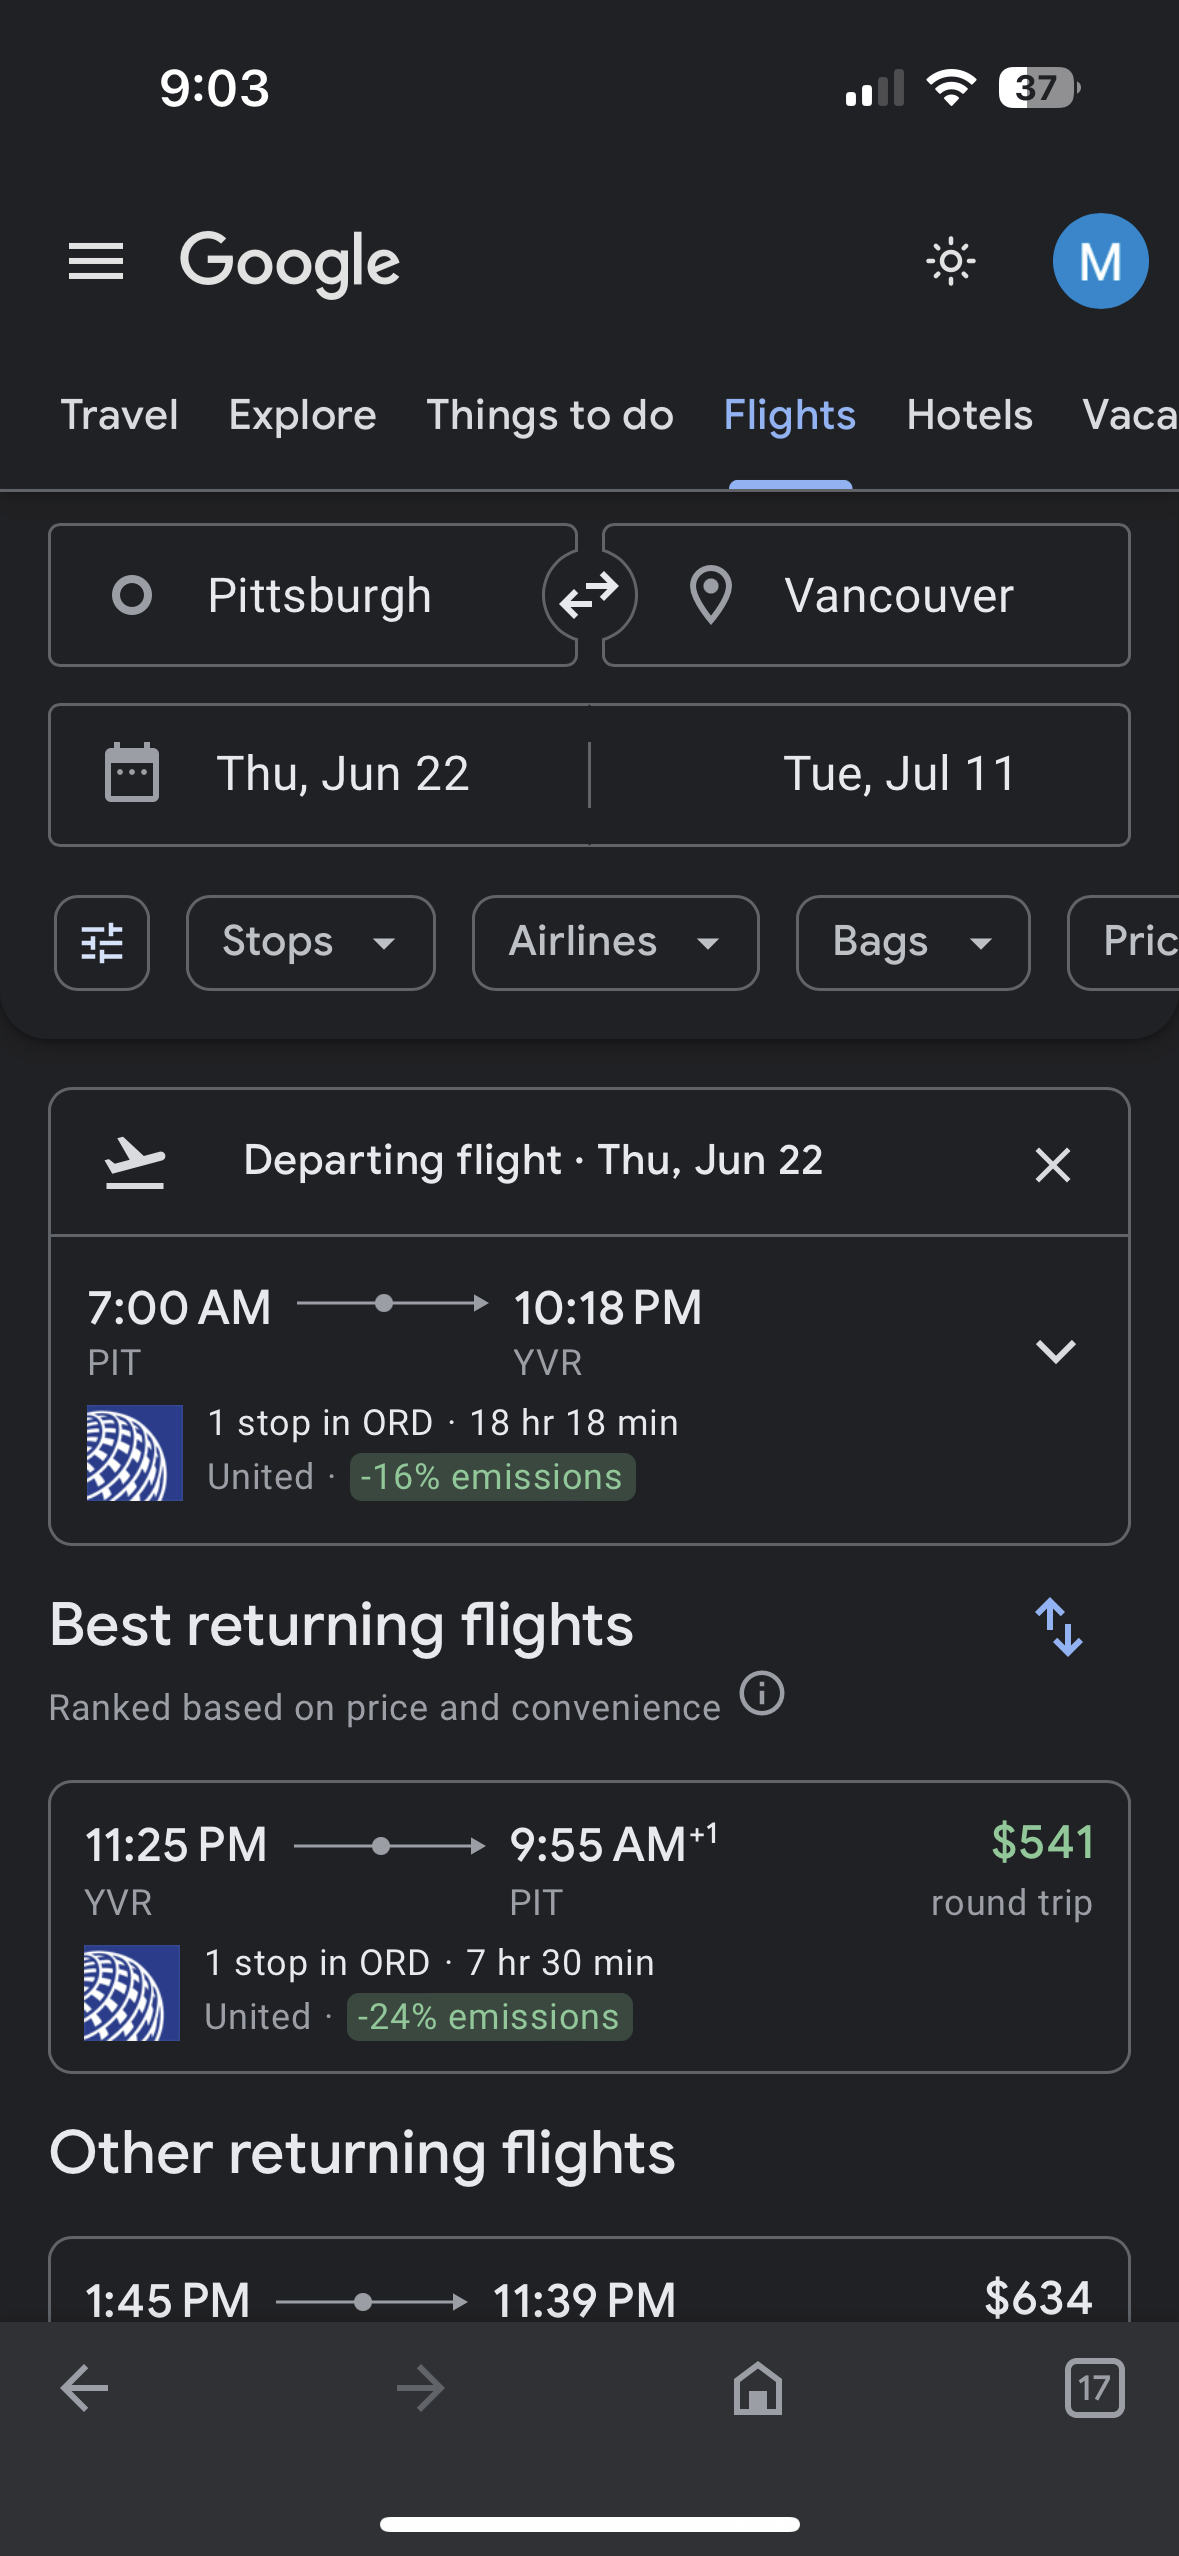 9:03
37
Google
M
Travel Explore Things to do Flights Hotels Vaca
Pittsburgh
Vancouver
Thu, Jun 22
Tue, Jul 11
Stops Airlines Bags Pric
Departing flight · Thu, Jun 22
7:00 AM 10:18 PM
PIT YVR
1 stop in ORD · 18 hr 18 min
United · -16% emissions
Best returning flights
Ranked based on price and convenience
11:25 PM 9:55 AM+1 $541
YVR PIT round trip
1 stop in ORD · 7 hr 30 min
United · -24% emissions
Other returning flights
1:45 PM 11:39 PM $634
17